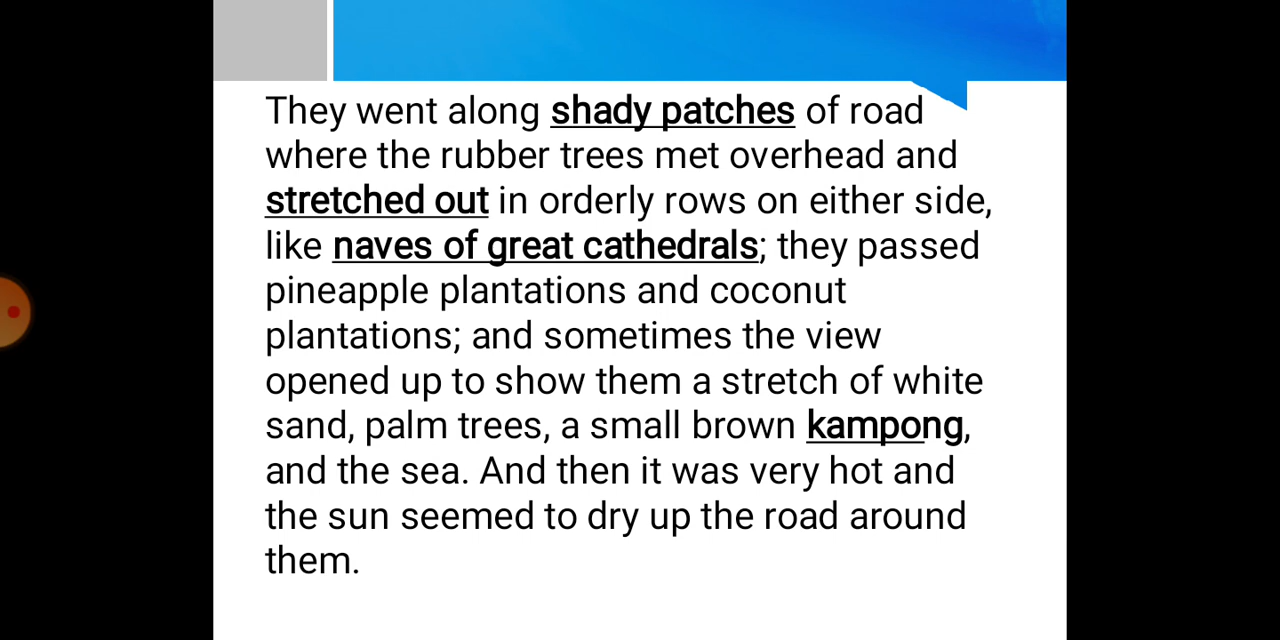 They went along shady patches of road
where the rubber trees met overhead and
stretched out in orderly rows on either side,
like naves of great cathedrals; they passed
pineapple plantations and coconut
plantations; and sometimes the view
opened up to show them a stretch of white
sand, palm trees, a small brown kampong,
and the sea. And then it was very hot and
the sun seemed to dry up the road around
them.